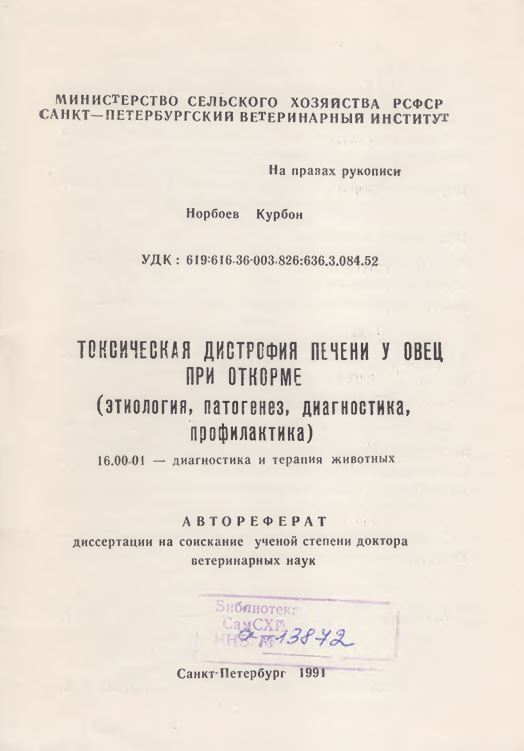 МИНИСТЕРСТВО СЕЛЬСКОГО ХОЗЯЙСТВА РСФСР
САНКТ—ПЕТЕРБУРГСКИЙ ВЕТЕРИНАРНЫЙ ИНСТИТУТ
На правах рукописи
Норбоев Курбон
УДК : 619:616.36-003.826:636.3.084.52
ТОКСИЧЕСКАЯ ДИСТРОФИЯ ПЕЧЕНИ У ОВЕЦ
ПРИ ОТКОРМЕ
(этиология, патогенез, диагностика,
профилактика)
16.00.01 — диагностика и терапия животных
АВТОРЕФЕРАТ
диссертации на соискание ученой степени доктора
ветеринарных наук
Библиотека
СамСХИ
13872
Санкт-Петербург 1991